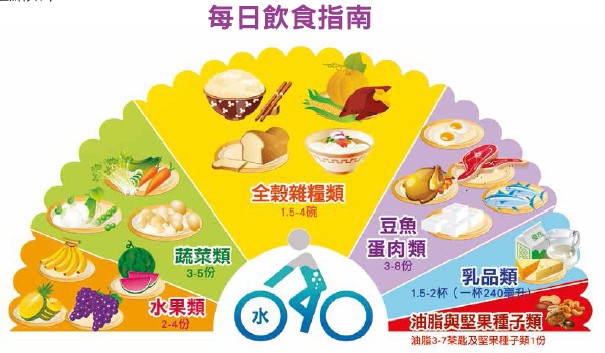 每日飲食指南
全穀雜糧類
1.5-4碗
豆魚
蛋肉類
3-8份
蔬菜類
3-5份
乳品類
1.5-2杯（一杯240毫升）
水果類
2-4份
水
油脂與堅果種子類
油脂3-7茶匙及堅果種子類1份